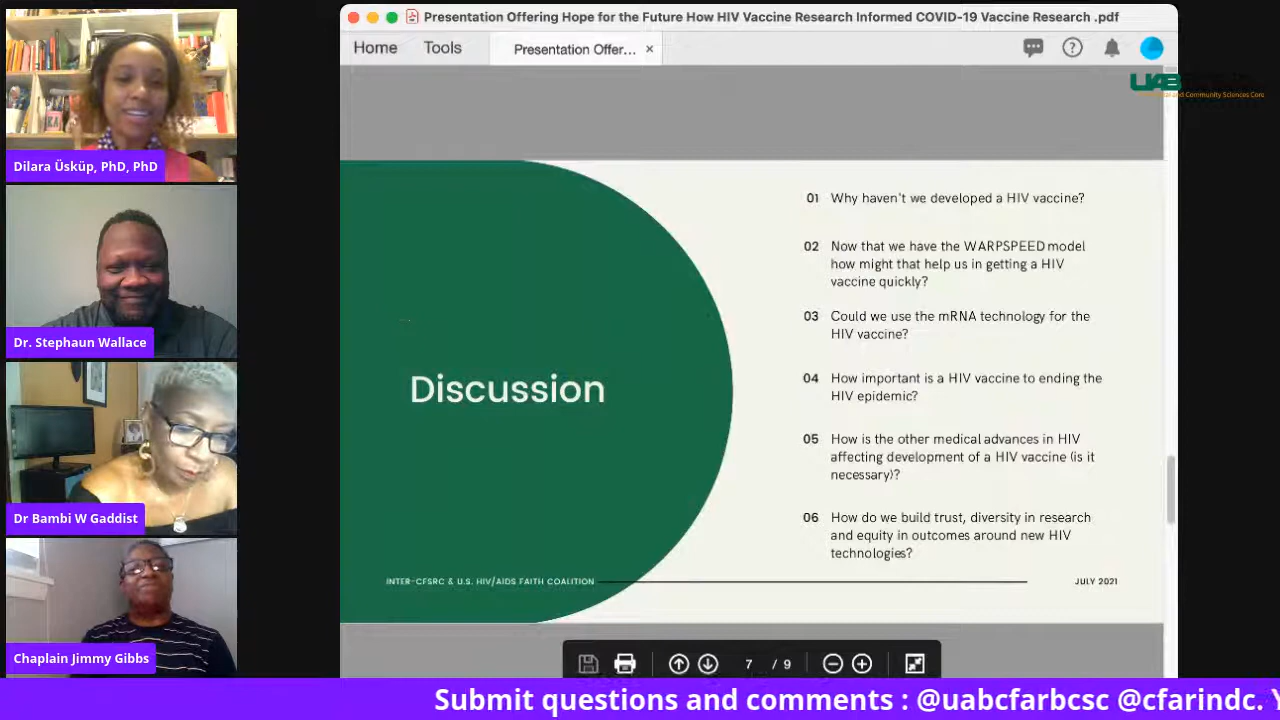 Presentation Offering Hope for the Future How HIV Vaccine Research Informed COVID-19 Vaccine Research .pdf
Home
Tools
Presentation Offer...
UAB
and Community Sciences Core
Dilara Üsküp, PhD, PhD
Dr. Stephaun Wallace
Dr Bambi W Gaddist
Chaplain Jimmy Gibbs
Discussion
01 Why haven't we developed a HIV vaccine?
02 Now that we have the WARPSPEED model
how might that help us in getting a HIV
vaccine quickly?
03 Could we use the mRNA technology for the
HIV vaccine?
04 How important is a HIV vaccine to ending the
HIV epidemic?
05 How is the other medical advances in HIV
affecting development of a HIV vaccine (is it
necessary)?
06 How do we build trust, diversity in research
and equity in outcomes around new HIV
technologies?
INTER-CFSRC & U.S. HIV/AIDS FAITH COALITION
JULY 2021
7 / 9
Submit questions and comments : @uabcfarbcsc @cfarindc. Y